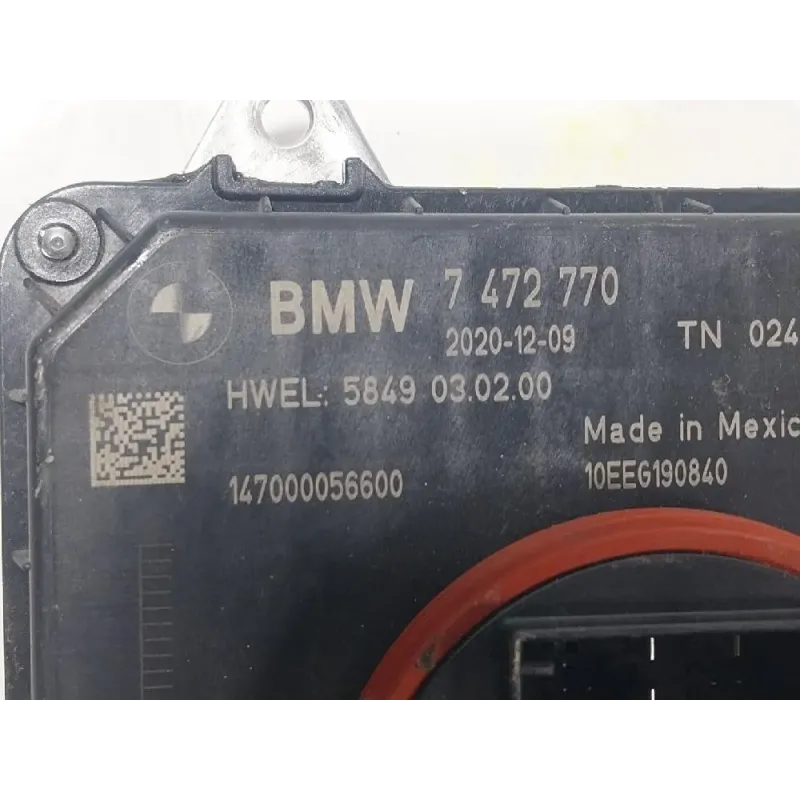 BMW 7 472 770
2020-12-09 TN 024
HWEL: 5849 03.02.00
Made in Mexic
147000056600 10EEG190840